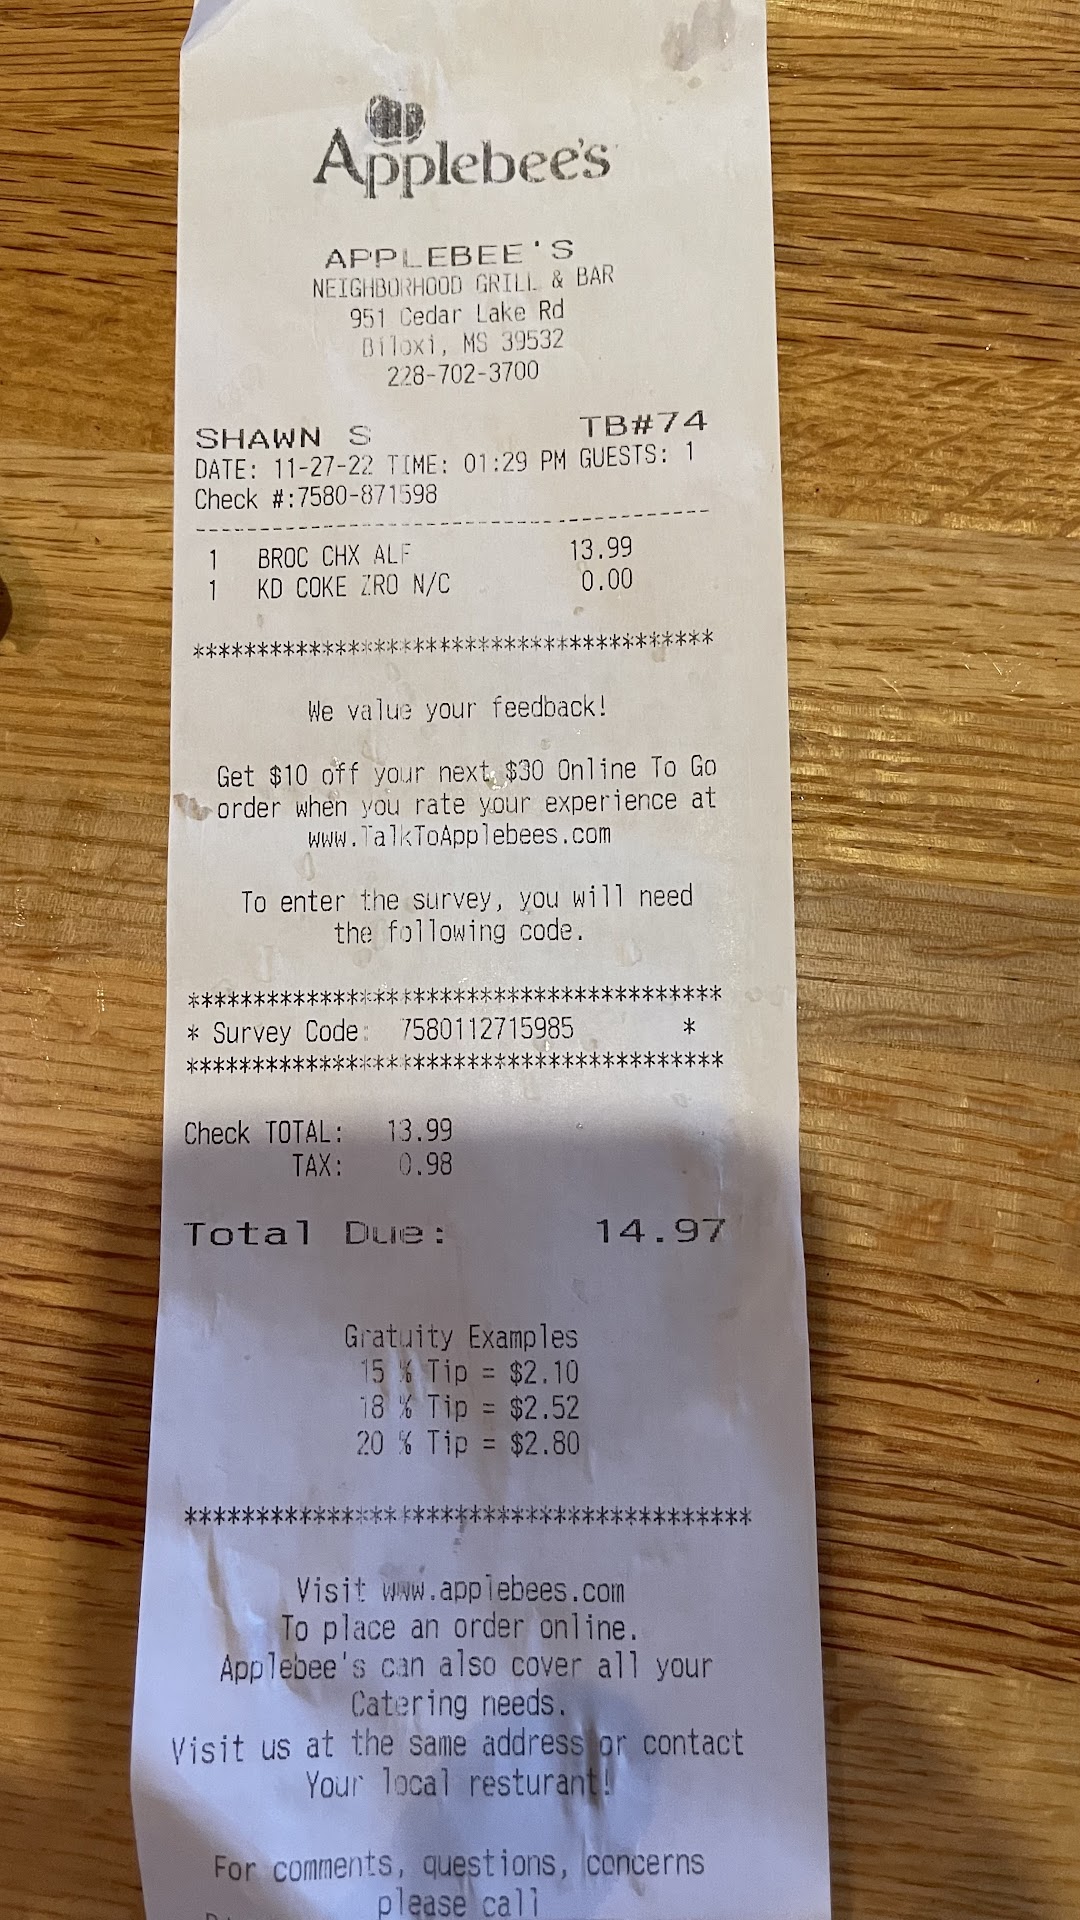 Applebee's
APPLEBEE'S
NEIGHBORHOOD GRILL & BAR
951 Cedar Lake Rd
Biloxi, MS 39532
228-702-3700
SHAWN S TB#74
DATE: 11-27-22 TIME: 01:29 PM GUESTS: 1
Check #:7580-871598
------------------------------------------
1 BROC CHX ALF 13.99
1 KD COKE ZRO N/C 0.00
******************************************
We value your feedback!
Get $10 off your next $30 Online To Go
order when you rate your experience at
www.TalkToApplebees.com
To enter the survey, you will need
the following code.
******************************************
* Survey Code: 7580112715985 *
******************************************
Check TOTAL: 13.99
TAX: 0.98
Total Due: 14.97
Gratuity Examples
15 % Tip = $2.10
18 % Tip = $2.52
20 % Tip = $2.80
******************************************
Visit www.applebees.com
To place an order online.
Applebee's can also cover all your
Catering needs.
Visit us at the same address or contact
Your local resturant!
For comments, questions, concerns
please call